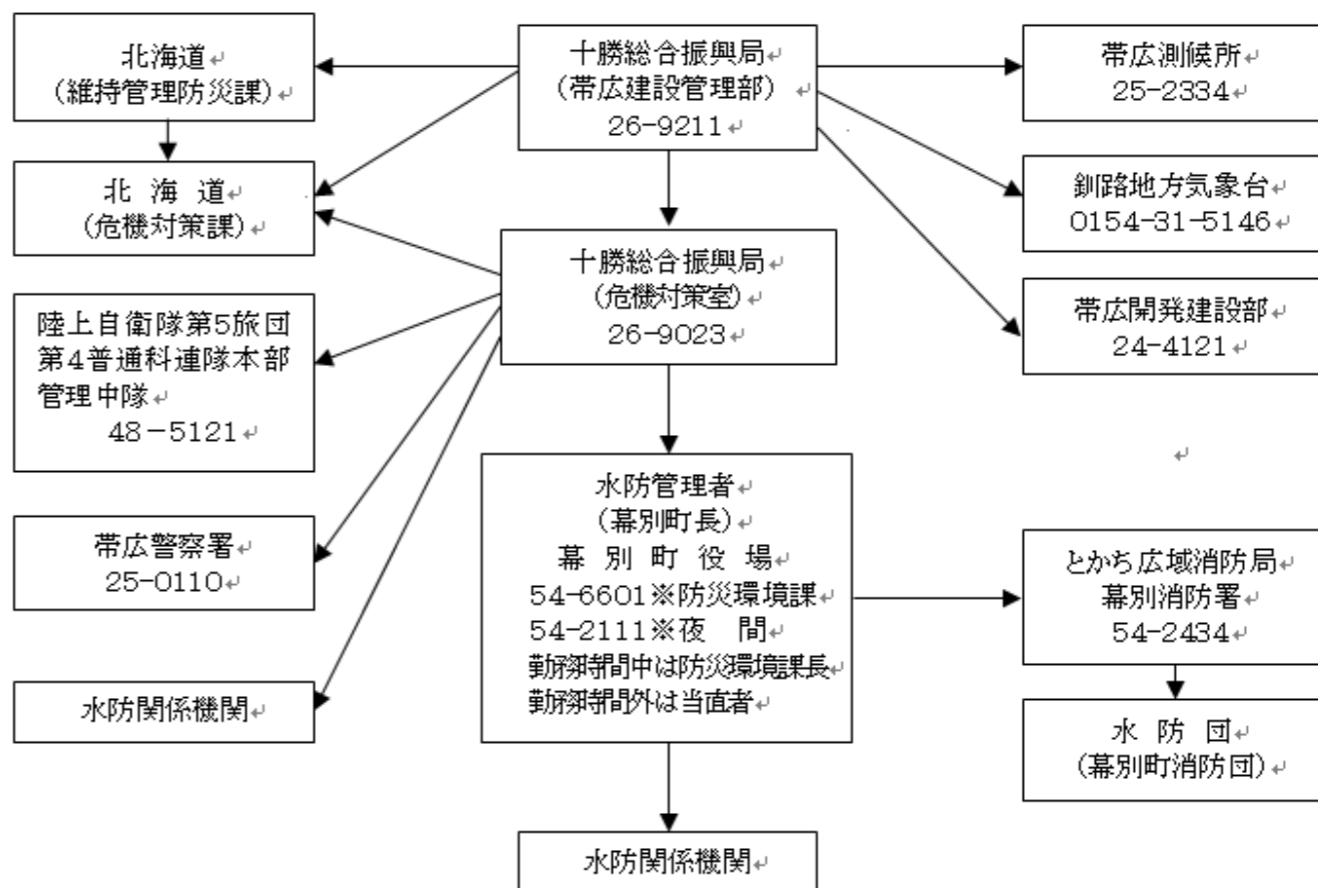 北海道
(維持管理防災課)
十勝総合振興局
(帯広建設管理部)
26-9211
帯広測候所
25-2334
北 海 道
(危機対策課)
釧路地方気象台
0154-31-5146
十勝総合振興局
(危機対策室)
26-9023
帯広開発建設部
24-4121
陸上自衛隊第5旅団
第4普通科連隊本部
管理中隊
48-5121
水防管理者
(幕別町長)
幕 別 町 役 場
54-6601※防災環境課
54-2111※夜 間
勤務時間中は防災環境課長
勤務時間外は当直者
帯広警察署
25-0110
とかち広域消防局
幕別消防署
54-2434
水防関係機関
水 防 団
(幕別町消防団)
水防関係機関